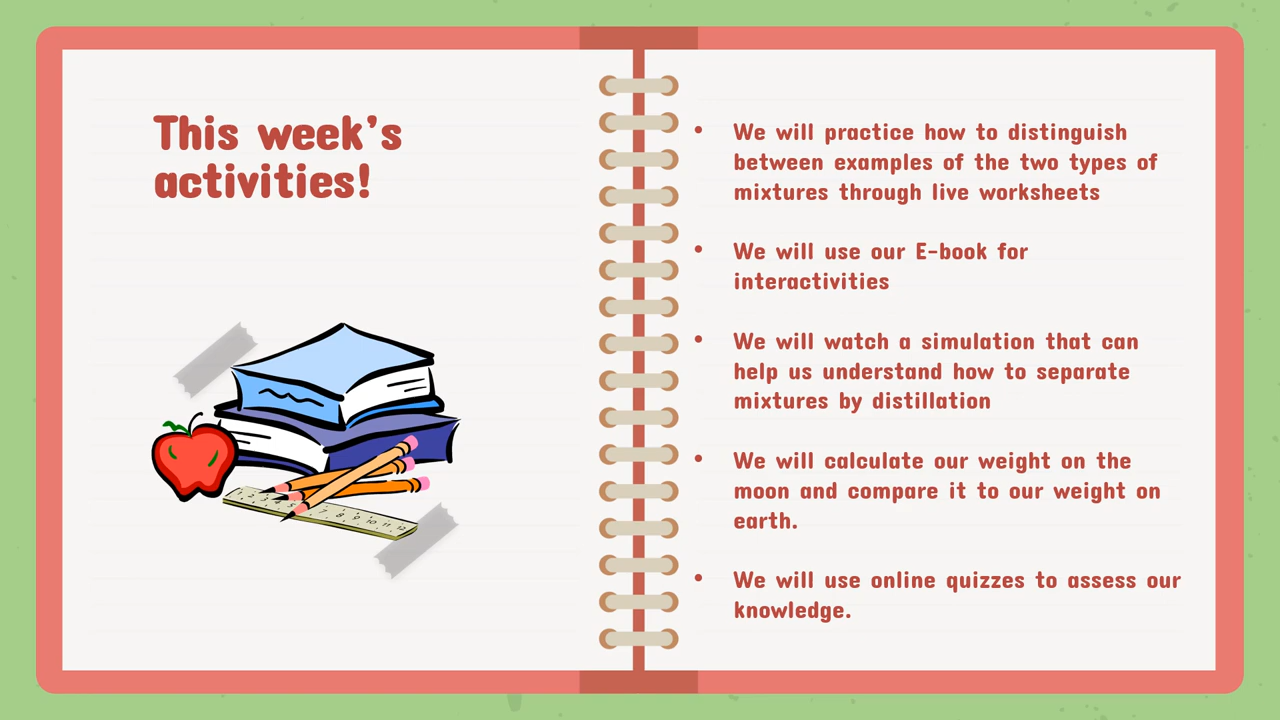 This week's
activities!
• We will practice how to distinguish
between examples of the two types of
mixtures through live worksheets
• We will use our E-book for
interactivities
• We will watch a simulation that can
help us understand how to separate
mixtures by distillation
• We will calculate our weight on the
moon and compare it to our weight on
earth.
• We will use online quizzes to assess our
knowledge.